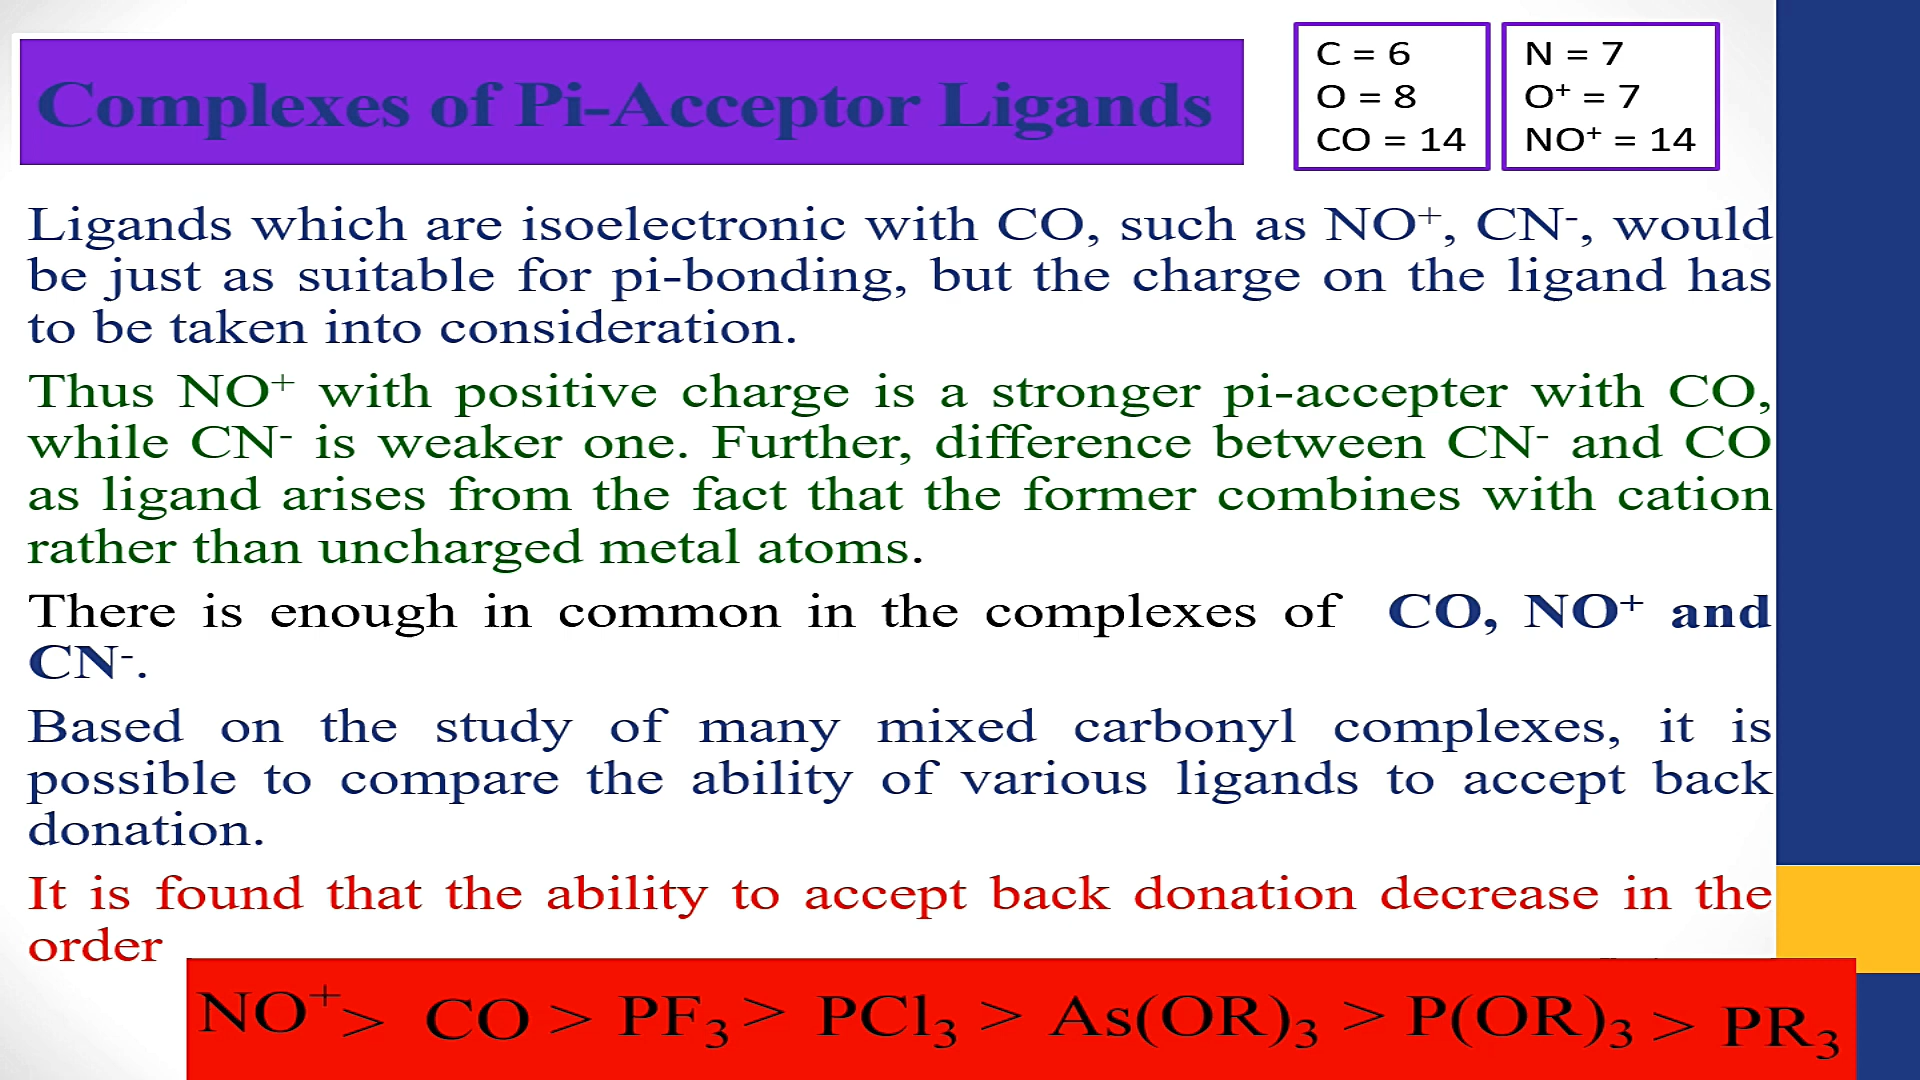 Complexes of Pi-Acceptor Ligands
C = 6
O = 8
CO = 14
N = 7
O⁺ = 7
NO⁺ = 14
Ligands which are isoelectronic with CO, such as NO⁺, CN⁻, would
be just as suitable for pi-bonding, but the charge on the ligand has
to be taken into consideration.
Thus NO⁺ with positive charge is a stronger pi-accepter with CO,
while CN⁻ is weaker one. Further, difference between CN⁻ and CO
as ligand arises from the fact that the former combines with cation
rather than uncharged metal atoms.
There is enough in common in the complexes of CO, NO⁺ and
CN⁻.
Based on the study of many mixed carbonyl complexes, it is
possible to compare the ability of various ligands to accept back
donation.
It is found that the ability to accept back donation decrease in the
order
NO⁺ > CO > PF₃ > PCl₃ > As(OR)₃ > P(OR)₃ > PR₃